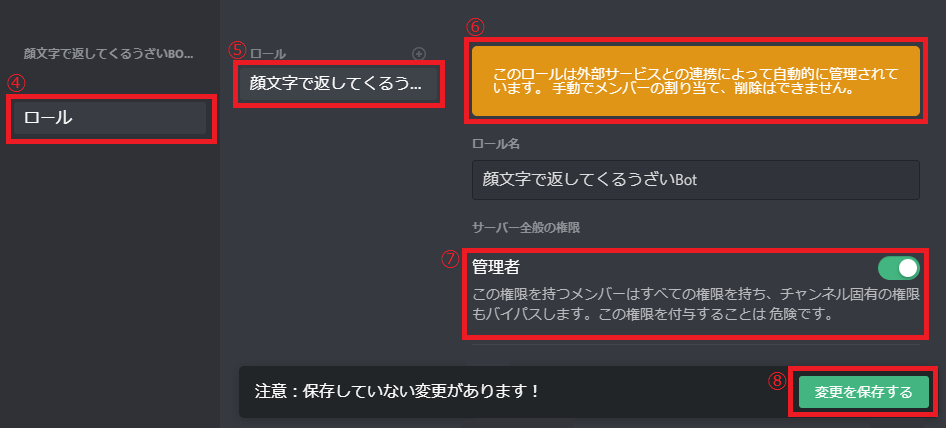 顔文字で返してくるうざいBO...
④
ロール
⑤
ロール
顔文字で返してくるう...
⑥
このロールは外部サービスとの連携によって自動的に管理されて
います。 手動でメンバーの割り当て、削除はできません。
ロール名
顔文字で返してくるうざいBot
サーバー全般の権限
⑦
管理者
この権限を持つメンバーはすべての権限を持ち、チャンネル固有の権限
もバイパスします。この権限を付与することは 危険です。
注意：保存していない変更があります！
⑧
変更を保存する